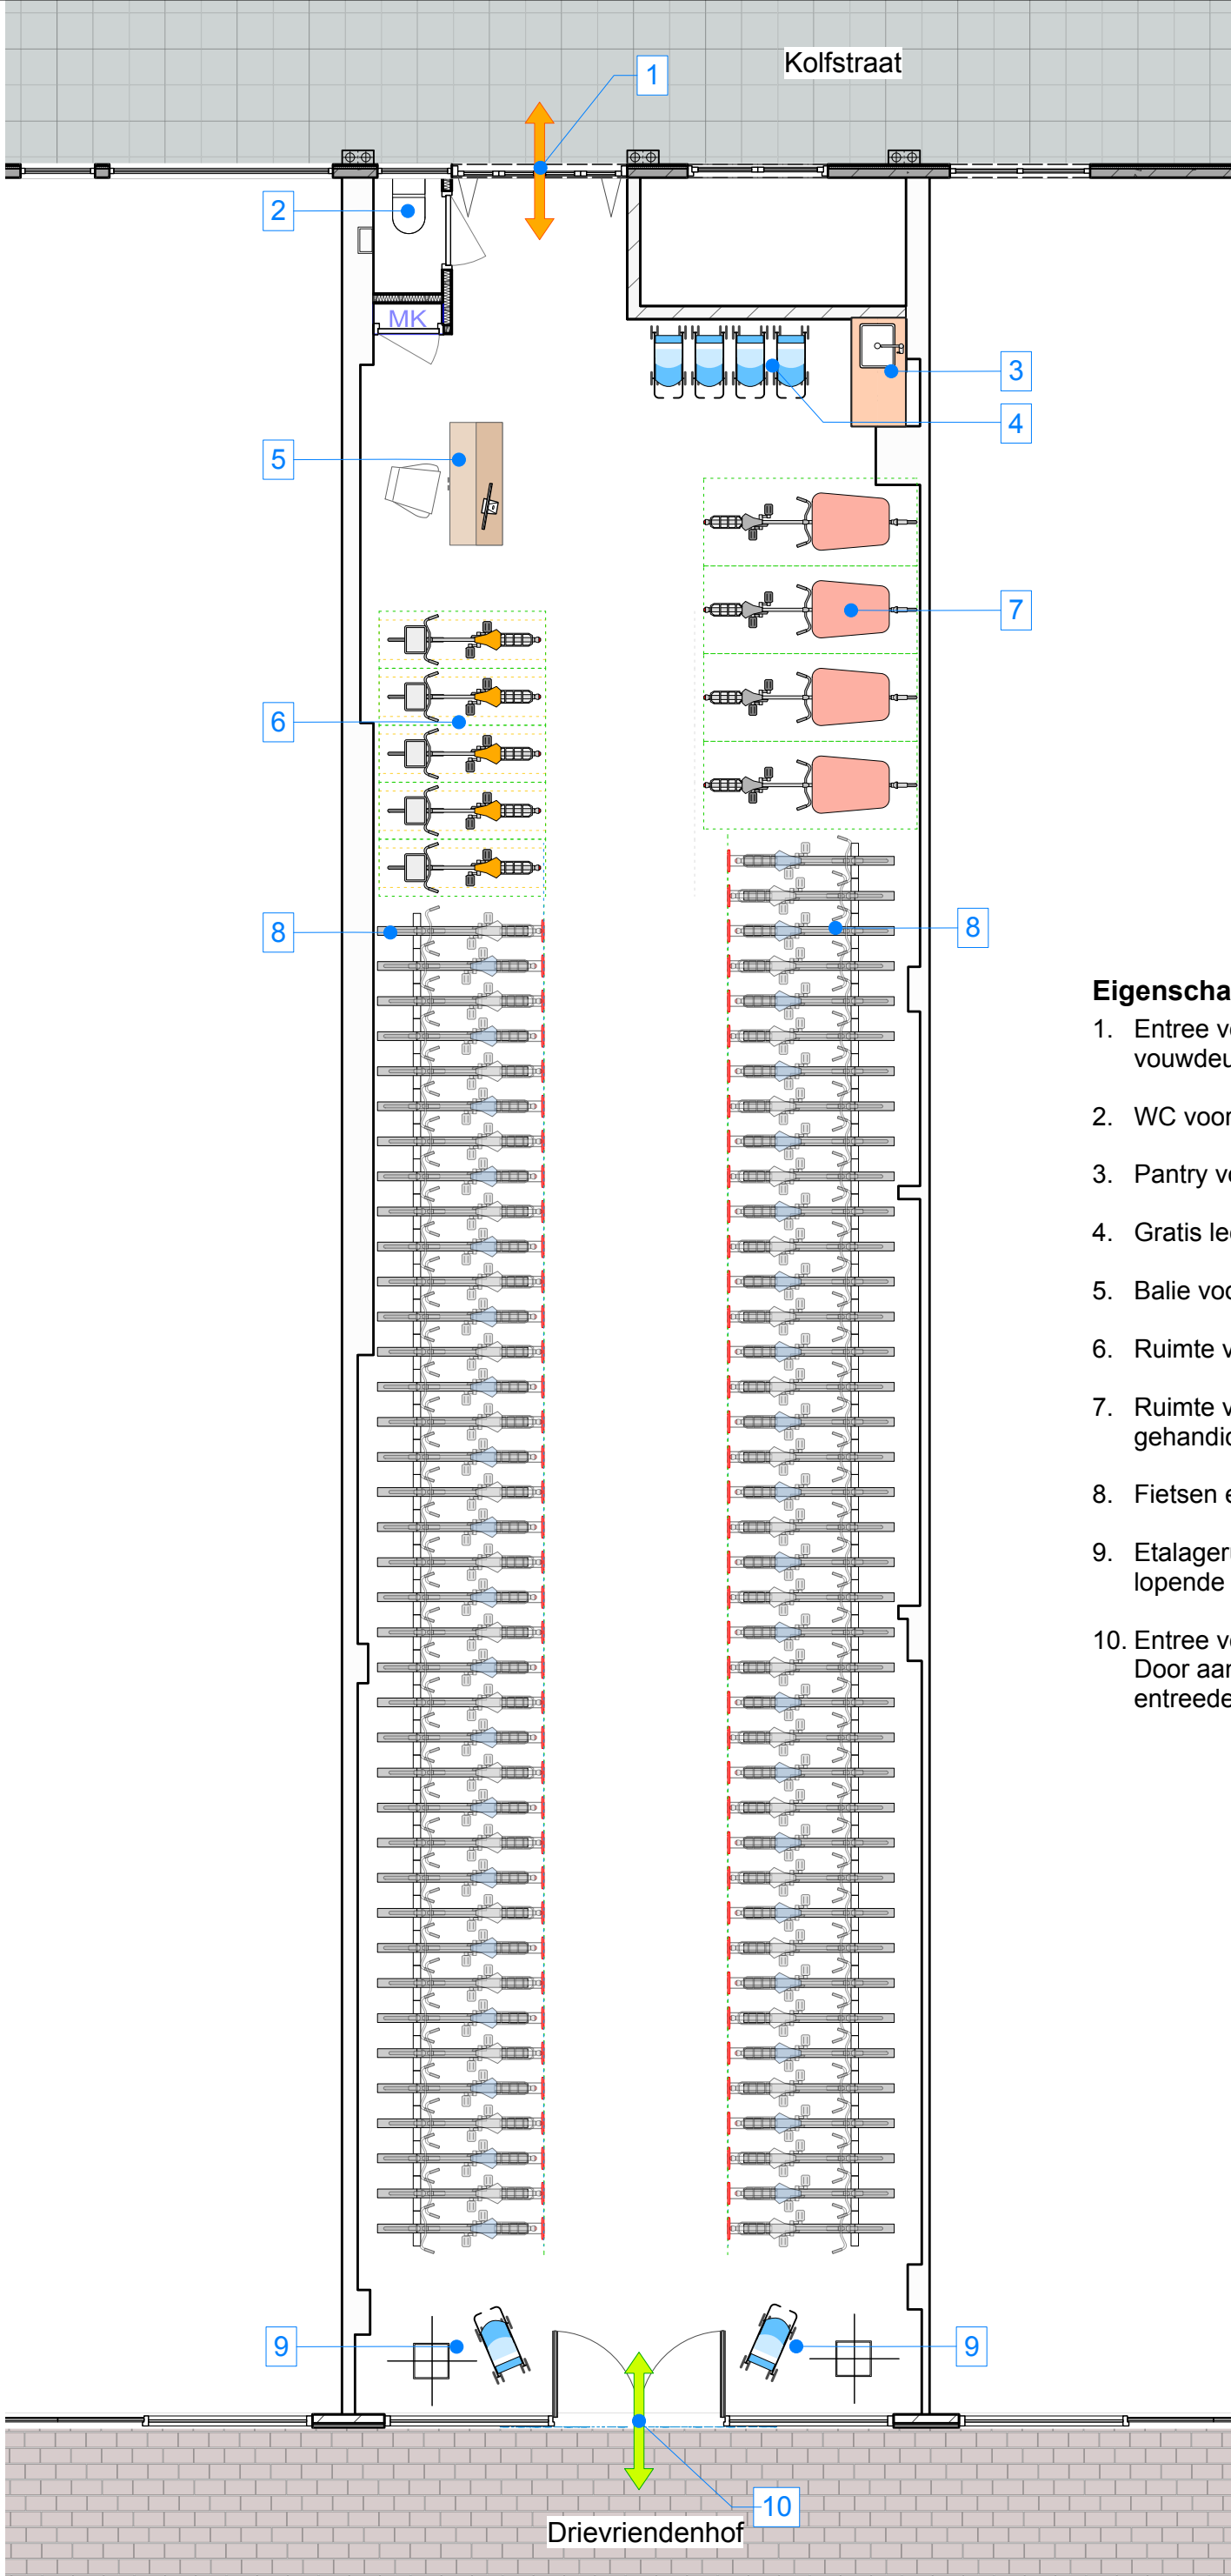 Kolfstraat
1
2
MK
3
4
5
7
6
8
8
Eigenscha
1. Entree v
vouwdeu
2. WC voor
3. Pantry v
4. Gratis le
5. Balie voo
6. Ruimte v
7. Ruimte v
gehandic
8. Fietsen e
9. Etalager
lopende
10. Entree v
Door aan
entreede
9
9
10
Drievriendenhof